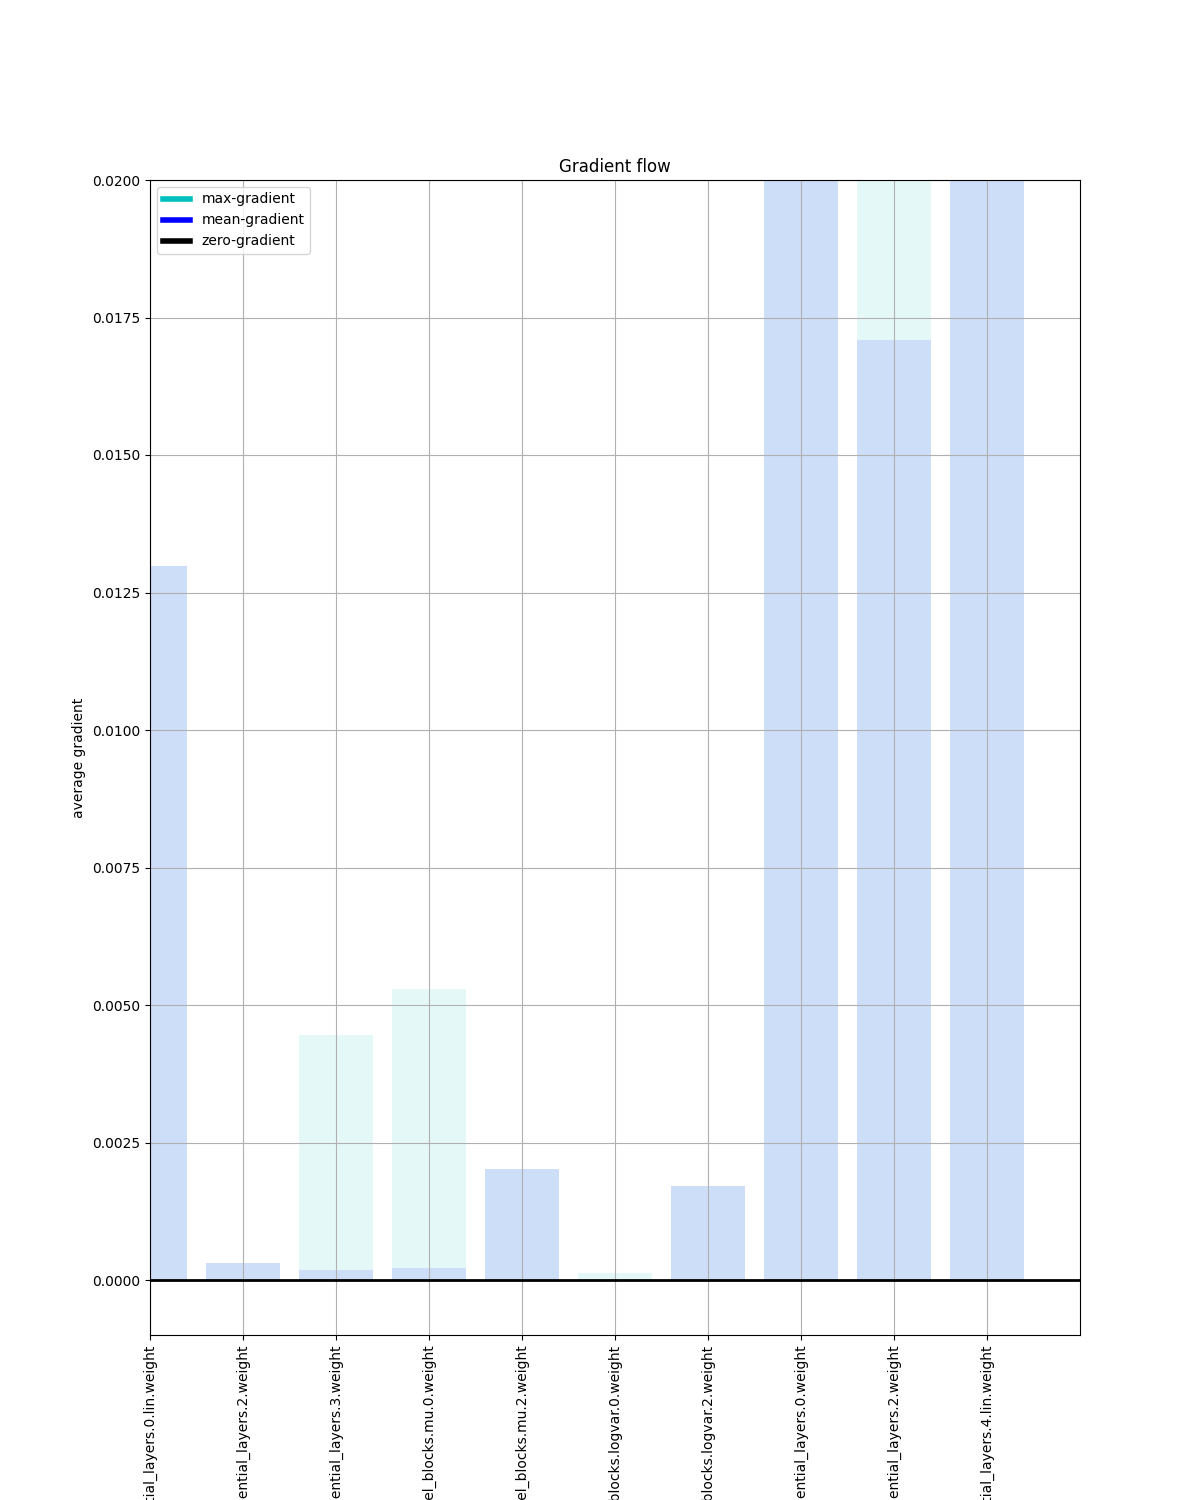 Gradient flow
max-gradient
mean-gradient
zero-gradient
0.0200
0.0175
0.0150
0.0125
0.0100
0.0075
0.0050
0.0025
0.0000
average gradient
tial_layers.0.lin.weight
ential_layers.2.weight
ential_layers.3.weight
el_blocks.mu.0.weight
el_blocks.mu.2.weight
blocks.logvar.0.weight
blocks.logvar.2.weight
ential_layers.0.weight
ential_layers.2.weight
tial_layers.4.lin.weight